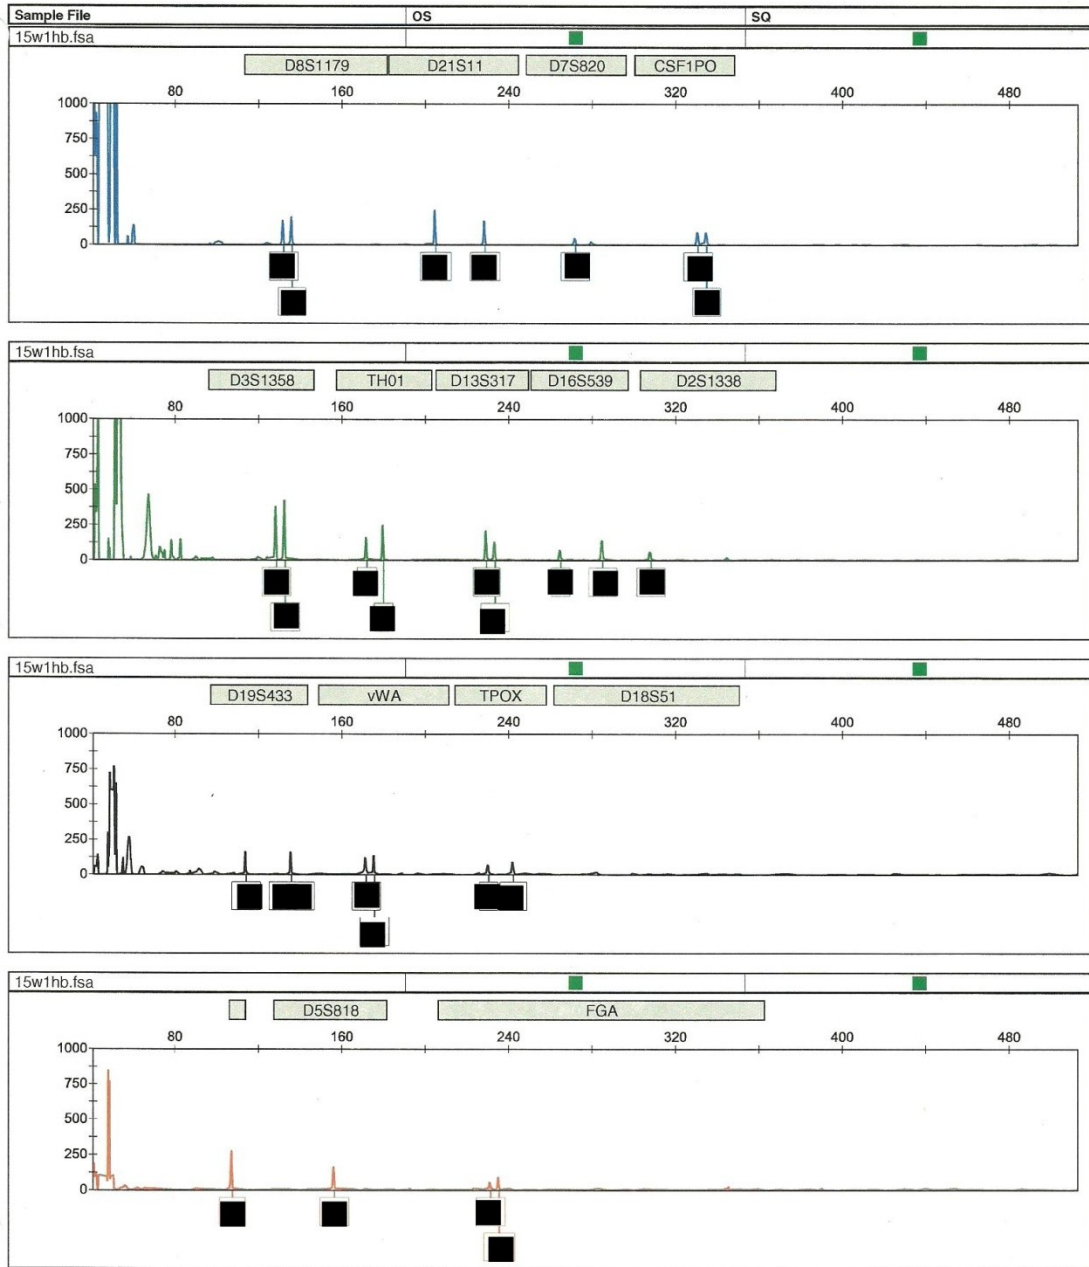 Sample File OS SQ
15w1hb.fsa
D8S1179 D21S11 D7S820 CSF1PO
80 160 240 320 400 480
1000
750
500
250
0
15w1hb.fsa
D3S1358 TH01 D13S317 D16S539 D2S1338
80 160 240 320 400 480
1000
750
500
250
0
15w1hb.fsa
D19S433 vWA TPOX D18S51
80 160 240 320 400 480
1000
750
500
250
0
15w1hb.fsa
D5S818 FGA
80 160 240 320 400 480
1000
750
500
250
0